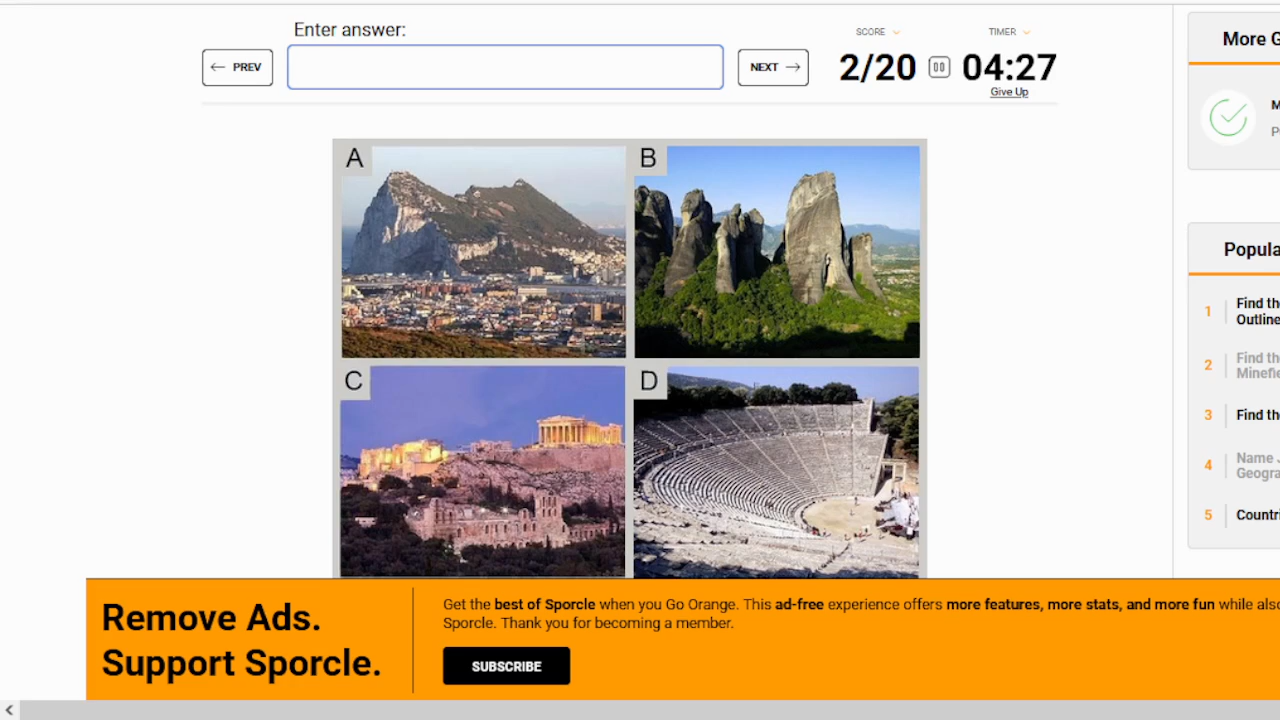 Enter answer:
PREV
NEXT
SCORE
2/20
TIMER
04:27
Give Up
A
B
C
D
More G
M
P
Popula
1 Find th
Outline
2 Find th
Minefie
3 Find th
4 Name J
Geogra
5 Countri
Remove Ads.
Support Sporcle.
Get the best of Sporcle when you Go Orange. This ad-free experience offers more features, more stats, and more fun while also
Sporcle. Thank you for becoming a member.
SUBSCRIBE